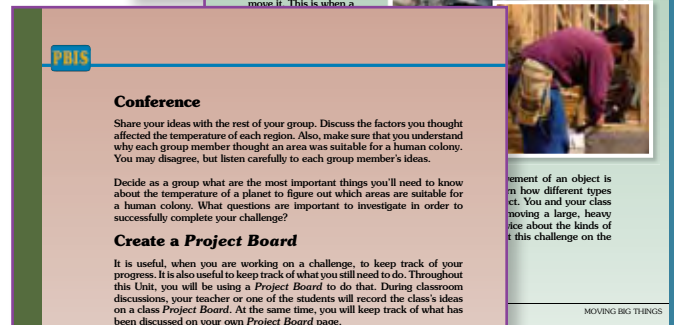 move it. This is when a
PBIS
Conference
Share your ideas with the rest of your group. Discuss the factors you thought
affected the temperature of each region. Also, make sure that you understand
why each group member thought an area was suitable for a human colony.
You may disagree, but listen carefully to each group member's ideas.
Decide as a group what are the most important things you'll need to know
about the temperature of a planet to figure out which areas are suitable for
a human colony. What questions are important to investigate in order to
successfully complete your challenge?
Create a Project Board
It is useful, when you are working on a challenge, to keep track of your
progress. It is also useful to keep track of what you still need to do. Throughout
this Unit, you will be using a Project Board to do that. During classroom
discussions, your teacher or one of the students will record the class's ideas
on a class Project Board. At the same time, you will keep track of what has
been discussed on your own Project Board page.
of an object is
how different types
You and your class
moving a large, heavy
about the kinds of
this challenge on the
MOVING BIG THINGS